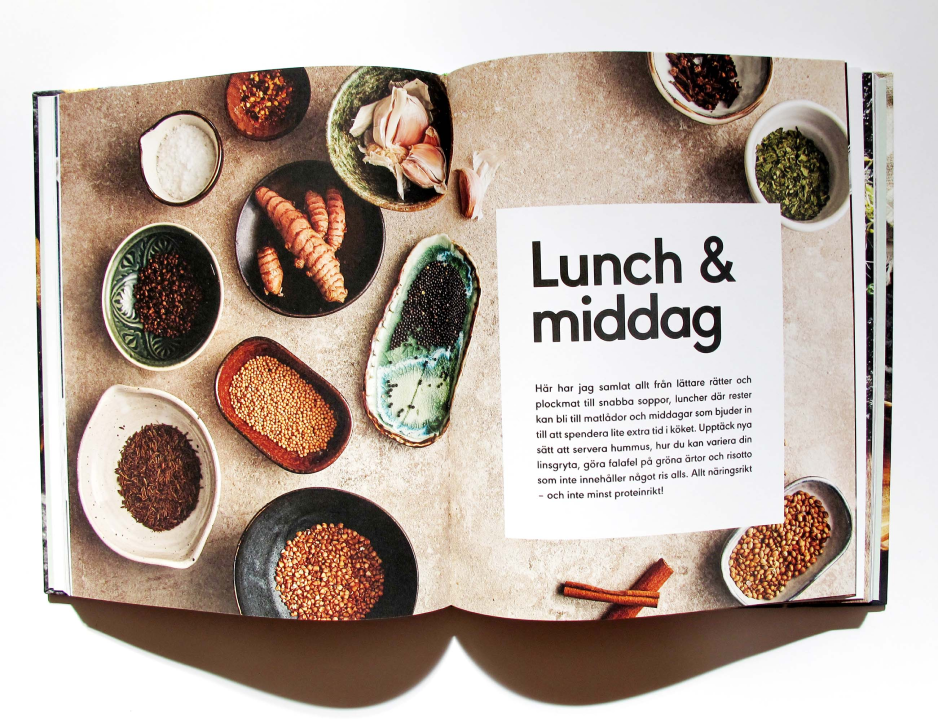 Lunch &
middag
Här har jag samlat allt från lättare rätter och
plockmat till snabba soppor, luncher där rester
kan bli till matlådor och middagar som bjuder in
till att spendera lite extra tid i köket. Upptäck nya
sätt att servera hummus, hur du kan variera din
linsgryta, göra falafel på gröna ärtor och risotto
som inte innehåller något ris alls. Allt näringsrikt
– och inte minst proteinrikt!